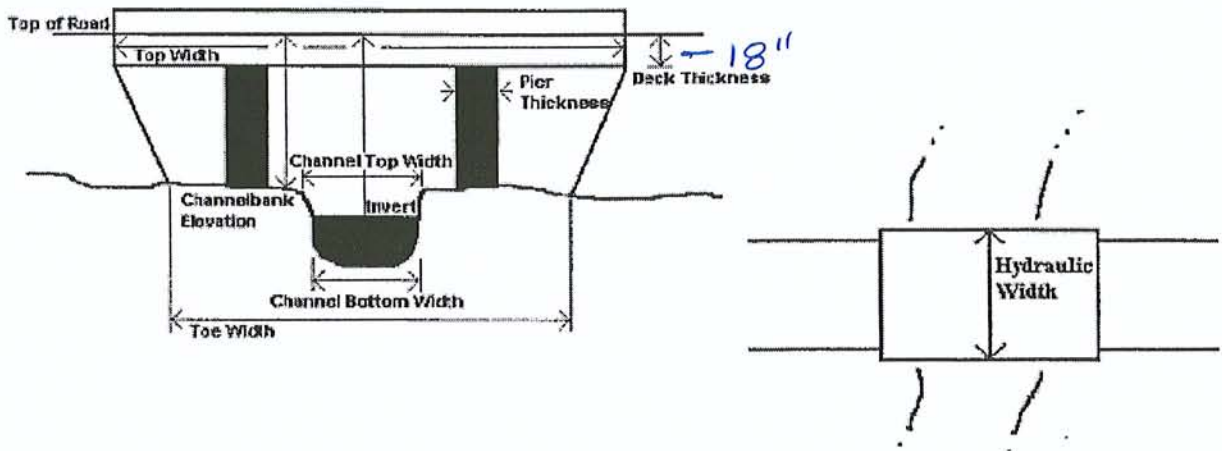 Top of Road
Top Width
- 18"
Deck Thickness
Pier
Thickness
Channel Top Width
Channelbank
Elevation
Invert
Channel Bottom Width
Toe Width
Hydraulic
Width